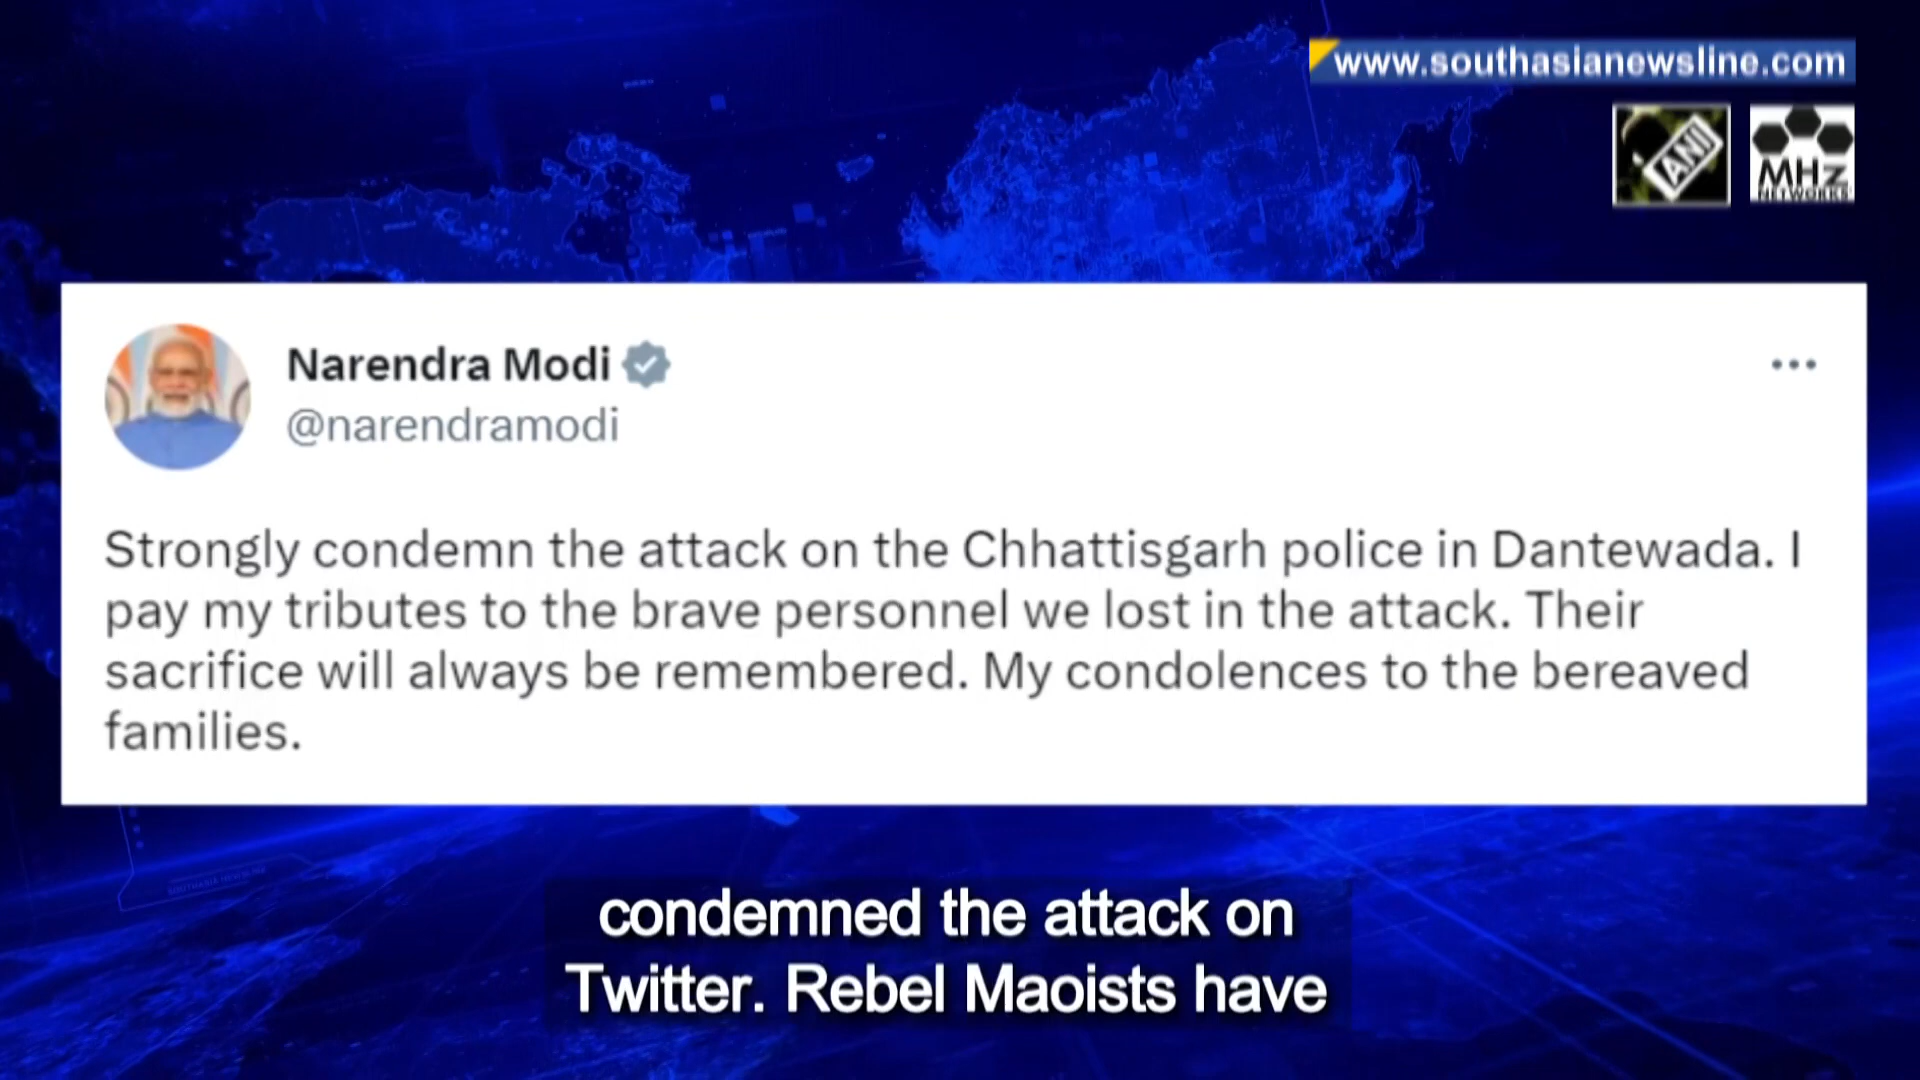 www.southasianewsline.com
ANI
MHz
NETWORKS
Narendra Modi
@narendramodi
Strongly condemn the attack on the Chhattisgarh police in Dantewada. I
pay my tributes to the brave personnel we lost in the attack. Their
sacrifice will always be remembered. My condolences to the bereaved
families.
condemned the attack on
Twitter. Rebel Maoists have